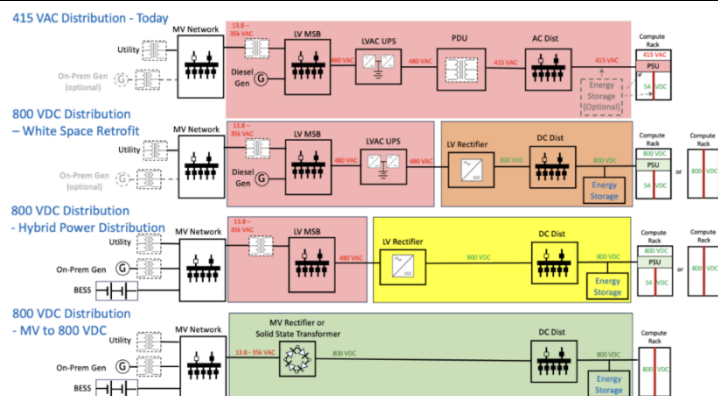 415 VAC Distribution - Today
MV Network
13.8 –
35k VAC
LV MSB
LVAC UPS
PDU
AC Dist
Compute
Rack
Utility
480 VAC
480 VAC
415 VAC
415 VAC
415 VAC
PSU
On-Prem Gen
(optional)
G
Diesel
Gen
G
Energy
Storage
(Optional)
54 VDC
800 VDC Distribution
– White Space Retrofit
MV Network
13.8 –
35k VAC
LV MSB
LVAC UPS
LV Rectifier
DC Dist
Compute
Rack
Compute
Rack
Utility
480 VAC
480 VAC
800 VDC
800 VDC
800 VDC
PSU
or
800 VDC
On-Prem Gen
(optional)
G
Diesel
Gen
G
Energy
Storage
54 VDC
800 VDC Distribution
- Hybrid Power Distribution
MV Network
13.8 –
35k VAC
LV MSB
LV Rectifier
DC Dist
Compute
Rack
Compute
Rack
Utility
480 VAC
800 VDC
800 VDC
800 VDC
PSU
or
800 VDC
On-Prem Gen
G
BESS
Energy
Storage
54 VDC
800 VDC Distribution
- MV to 800 VDC
MV Network
MV Rectifier or
Solid State Transformer
DC Dist
Compute
Rack
Utility
13.8 - 35k VAC
800 VDC
800 VDC
800 VDC
On-Prem Gen
G
BESS
Energy
Storage